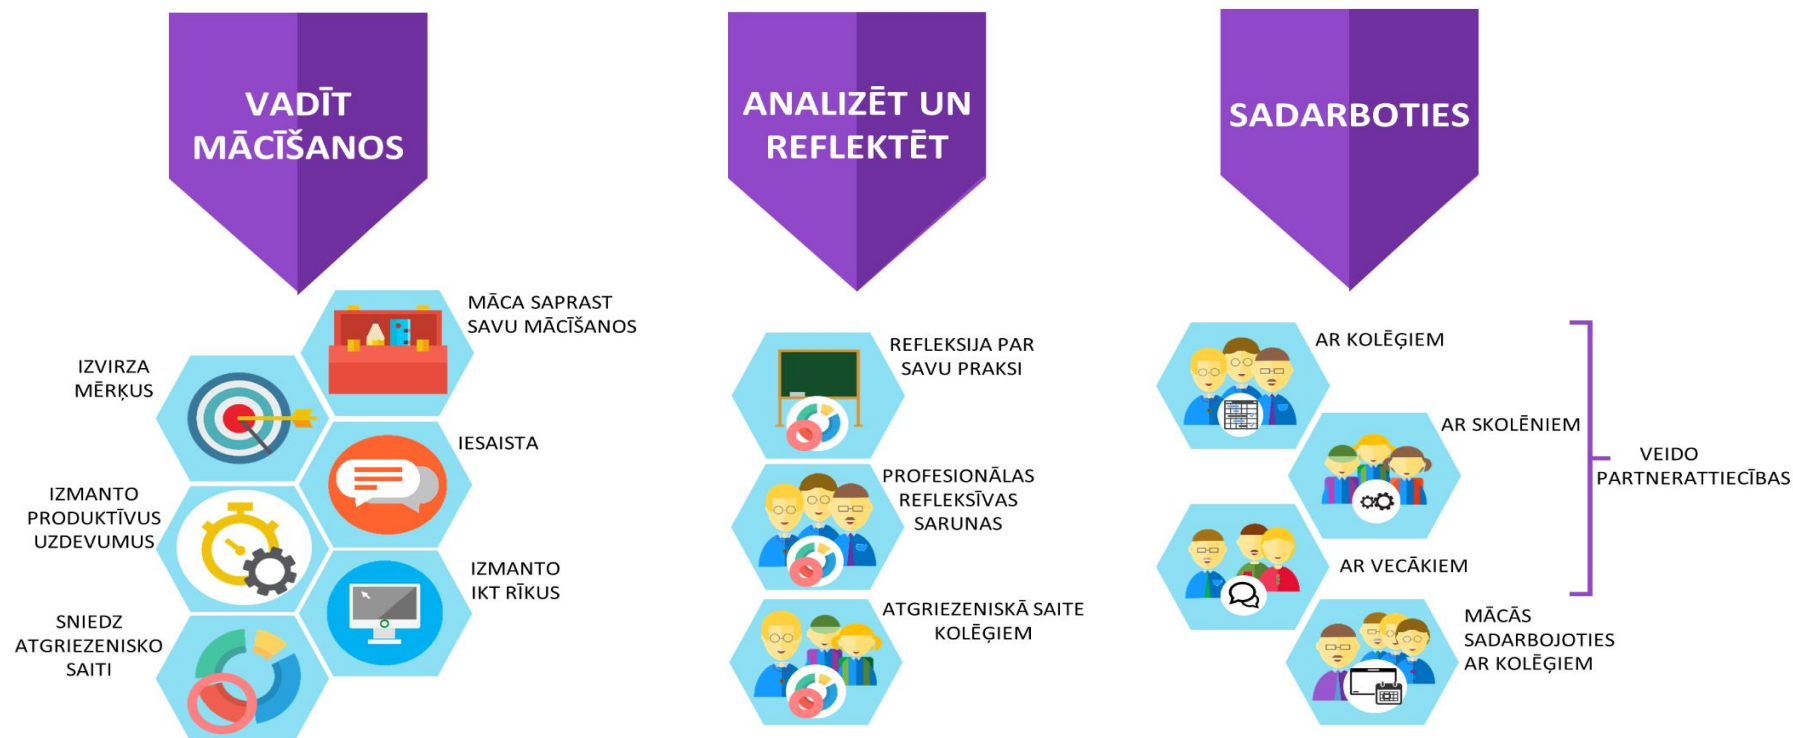 VADĪT
MĀCĪŠANOS
MĀCA SAPRAST
SAVU MĀCĪŠANOS
IZVIRZA
MĒRĶUS
IESAISTA
IZMANTO
PRODUKTĪVUS
UZDEVUMUS
IZMANTO
IKT RĪKUS
SNIEDZ
ATGRIEZENISKO
SAITI
ANALIZĒT UN
REFLEKTĒT
REFLEKSIJA PAR
SAVU PRAKSI
PROFESIONĀLAS
REFLEKSĪVAS
SARUNAS
ATGRIEZENISKĀ SAITE
KOLĒĢIEM
SADARBOTIES
AR KOLĒĢIEM
AR SKOLĒNIEM
AR VECĀKIEM
VEIDO
PARTNERATTIECĪBAS
MĀCĀS
SADARBOJOTIES
AR KOLĒĢIEM